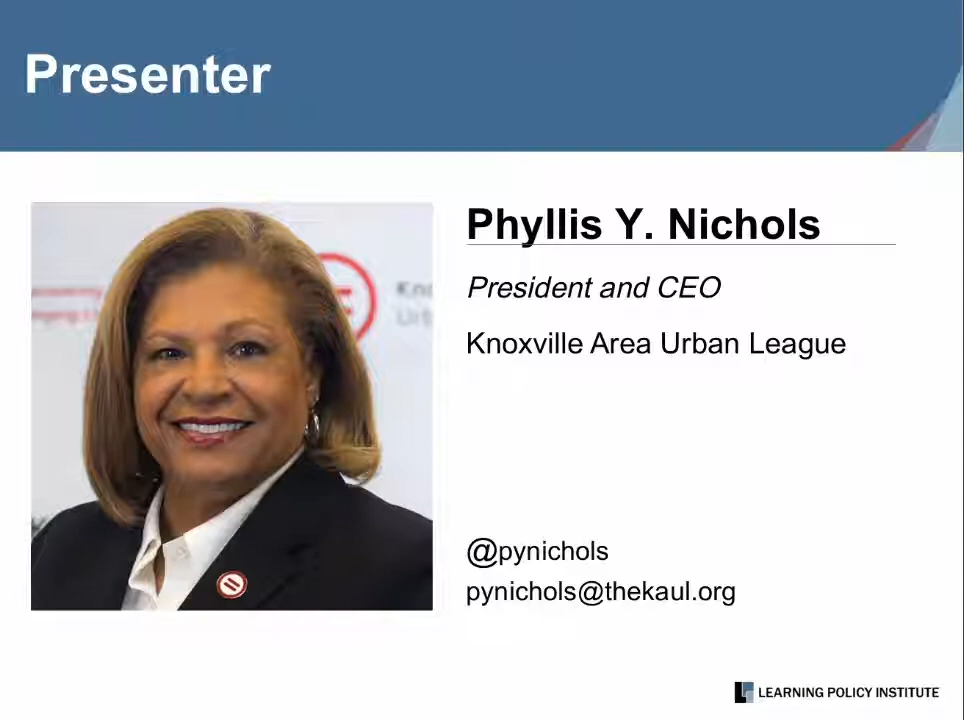 Presenter
Phyllis Y. Nichols
President and CEO
Knoxville Area Urban League
@pynichols
pynichols@thekaul.org
LEARNING POLICY INSTITUTE